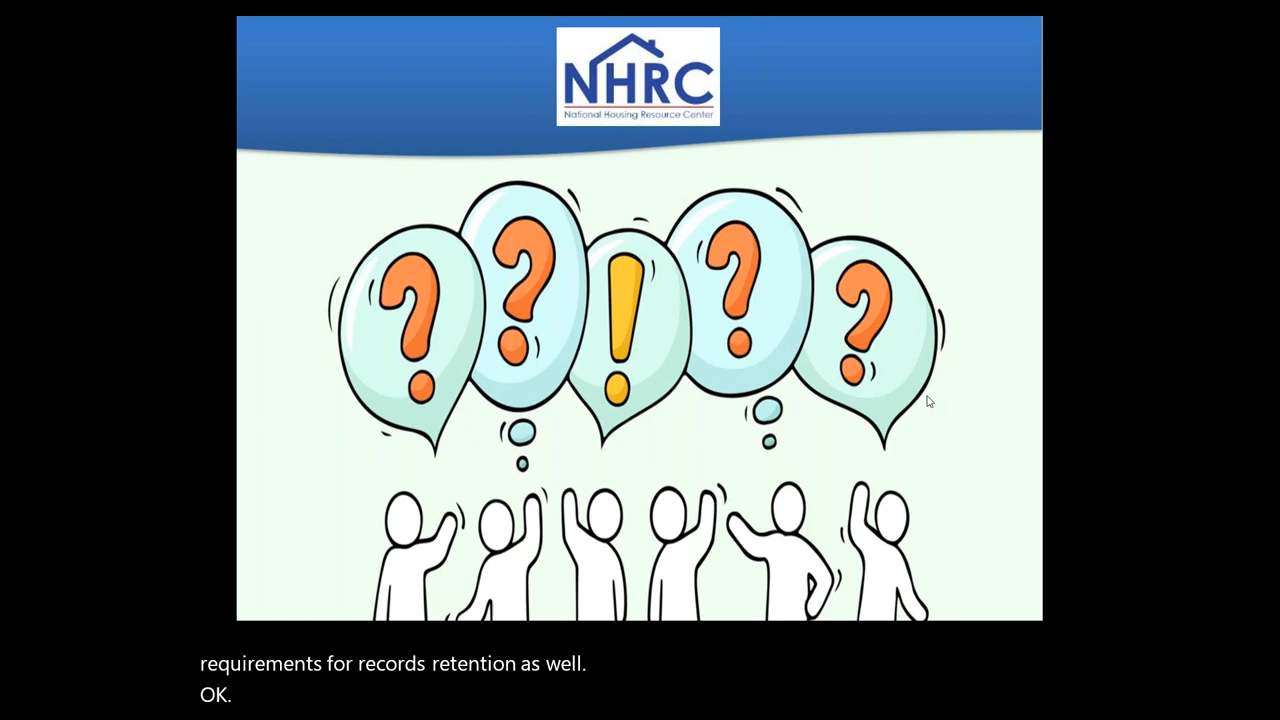 NHRC
National Housing Resource Center
? ? ! ? ?
requirements for records retention as well.
OK.